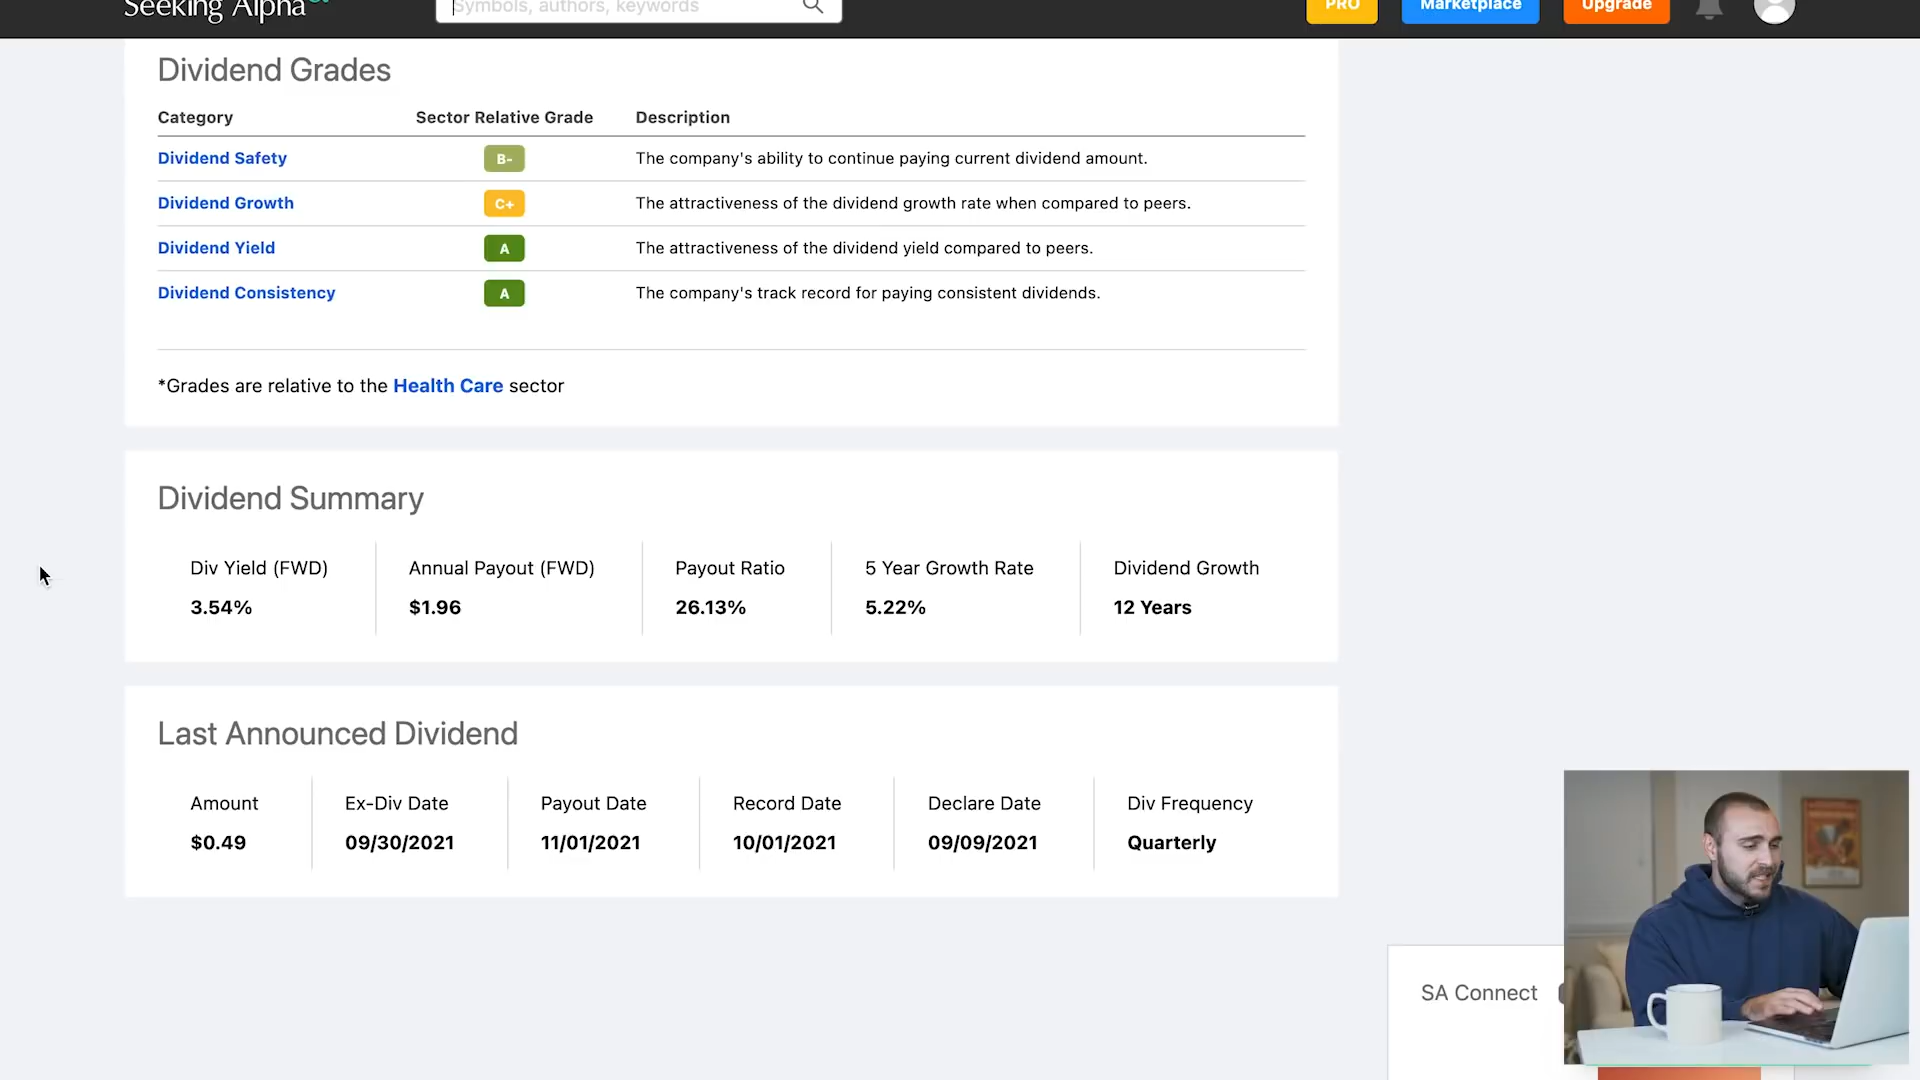 Seeking Alpha
Symbols, authors, keywords
PRO
Marketplace
Upgrade
Dividend Grades
Category Sector Relative Grade Description
Dividend Safety B- The company's ability to continue paying current dividend amount.
Dividend Growth C+ The attractiveness of the dividend growth rate when compared to peers.
Dividend Yield A The attractiveness of the dividend yield compared to peers.
Dividend Consistency A The company's track record for paying consistent dividends.
*Grades are relative to the Health Care sector
Dividend Summary
Div Yield (FWD) Annual Payout (FWD) Payout Ratio 5 Year Growth Rate Dividend Growth
3.54% $1.96 26.13% 5.22% 12 Years
Last Announced Dividend
Amount Ex-Div Date Payout Date Record Date Declare Date Div Frequency
$0.49 09/30/2021 11/01/2021 10/01/2021 09/09/2021 Quarterly
SA Connect